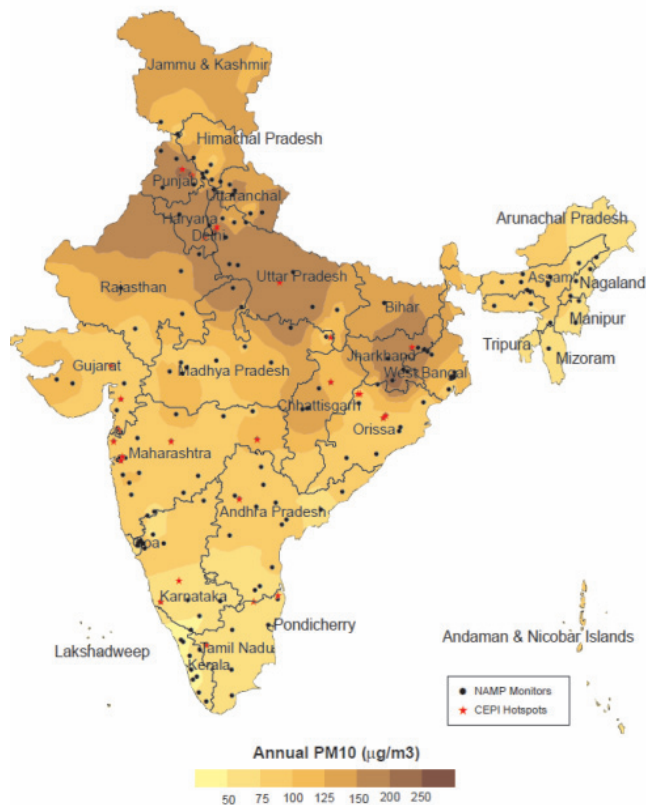 Jammu & Kashmir
Himachal Pradesh
Punjab
Uttaranchal
Haryana
Delhi
Arunachal Pradesh
Uttar Pradesh
Assam
Nagaland
Rajasthan
Bihar
Manipur
Jharkhand
Tripura
Gujarat
Madhya Pradesh
West Bengal
Mizoram
Chhattisgarh
Orissa
Maharashtra
Andhra Pradesh
Goa
Karnataka
Pondicherry
Andaman & Nicobar Islands
Lakshadweep
Tamil Nadu
Kerala
NAMP Monitors
CEPI Hotspots
Annual PM10 (μg/m3)
50 75 100 125 150 200 250